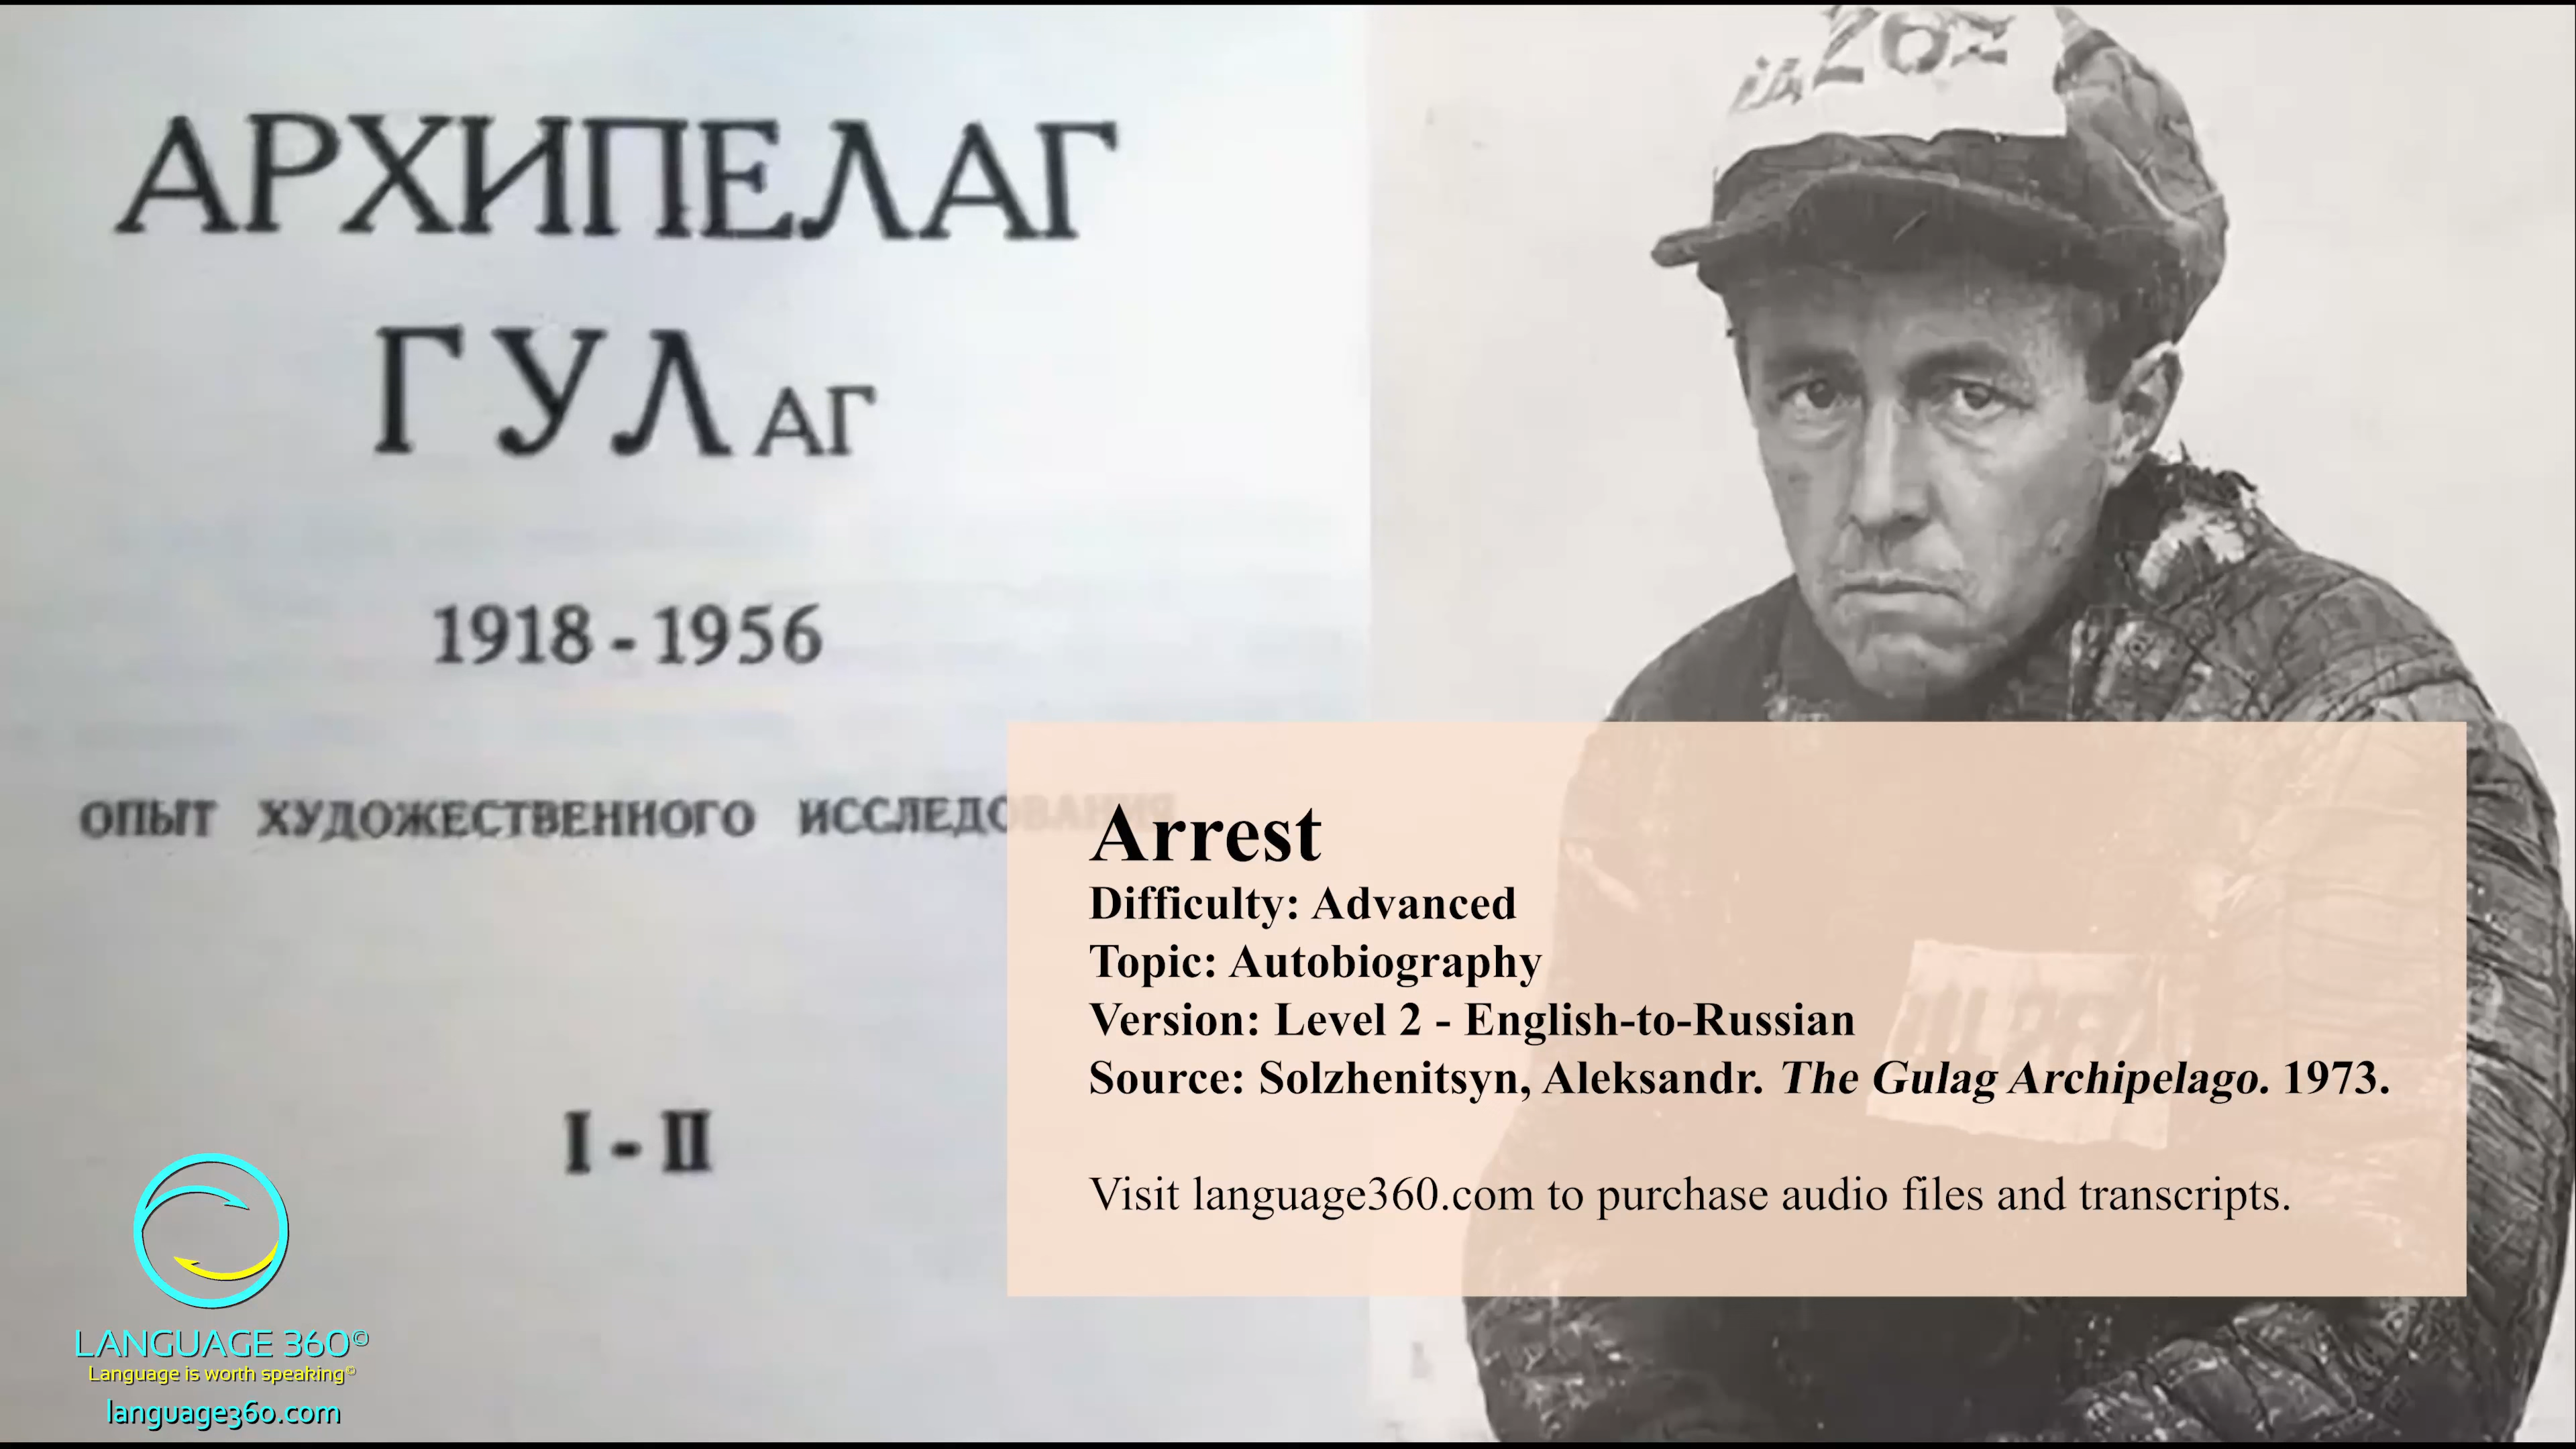 АРХИПЕЛАГ
ГУЛаг
1918 - 1956
ОПЫТ ХУДОЖЕСТВЕННОГО ИССЛЕДОВАНИЯ
I - II
Arrest
Difficulty: Advanced
Topic: Autobiography
Version: Level 2 - English-to-Russian
Source: Solzhenitsyn, Aleksandr. The Gulag Archipelago. 1973.
Visit language360.com to purchase audio files and transcripts.
LANGUAGE 360©
Language is worth speaking©
language360.com